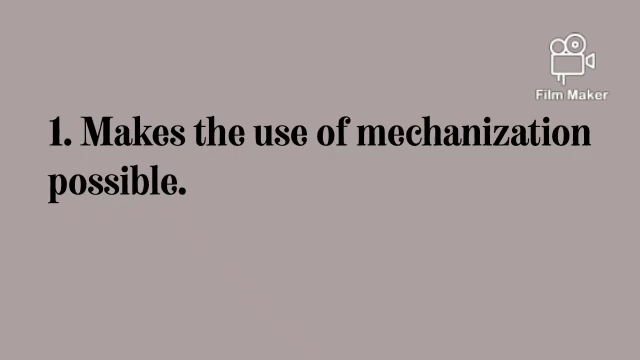 Film Maker
1. Makes the use of mechanization
possible.